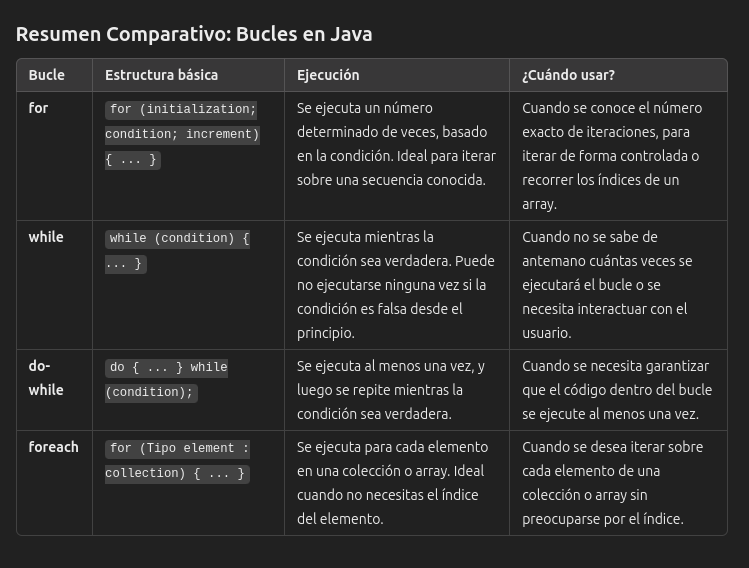 Resumen Comparativo: Bucles en Java
Bucle Estructura básica Ejecución ¿Cuándo usar?
for
for (initialization;
condition; increment)
{ ... }
Se ejecuta un número
determinado de veces, basado
en la condición. Ideal para iterar
sobre una secuencia conocida.
Cuando se conoce el número
exacto de iteraciones, para
iterar de forma controlada o
recorrer los índices de un
array.
while
while (condition) {
... }
Se ejecuta mientras la
condición sea verdadera. Puede
no ejecutarse ninguna vez si la
condición es falsa desde el
principio.
Cuando no se sabe de
antemano cuántas veces se
ejecutará el bucle o se
necesita interactuar con el
usuario.
do-
while
do { ... } while
(condition);
Se ejecuta al menos una vez, y
luego se repite mientras la
condición sea verdadera.
Cuando se necesita garantizar
que el código dentro del bucle
se ejecute al menos una vez.
foreach
for (Tipo element :
collection) { ... }
Se ejecuta para cada elemento
en una colección o array. Ideal
cuando no necesitas el índice
del elemento.
Cuando se desea iterar sobre
cada elemento de una
colección o array sin
preocuparse por el índice.